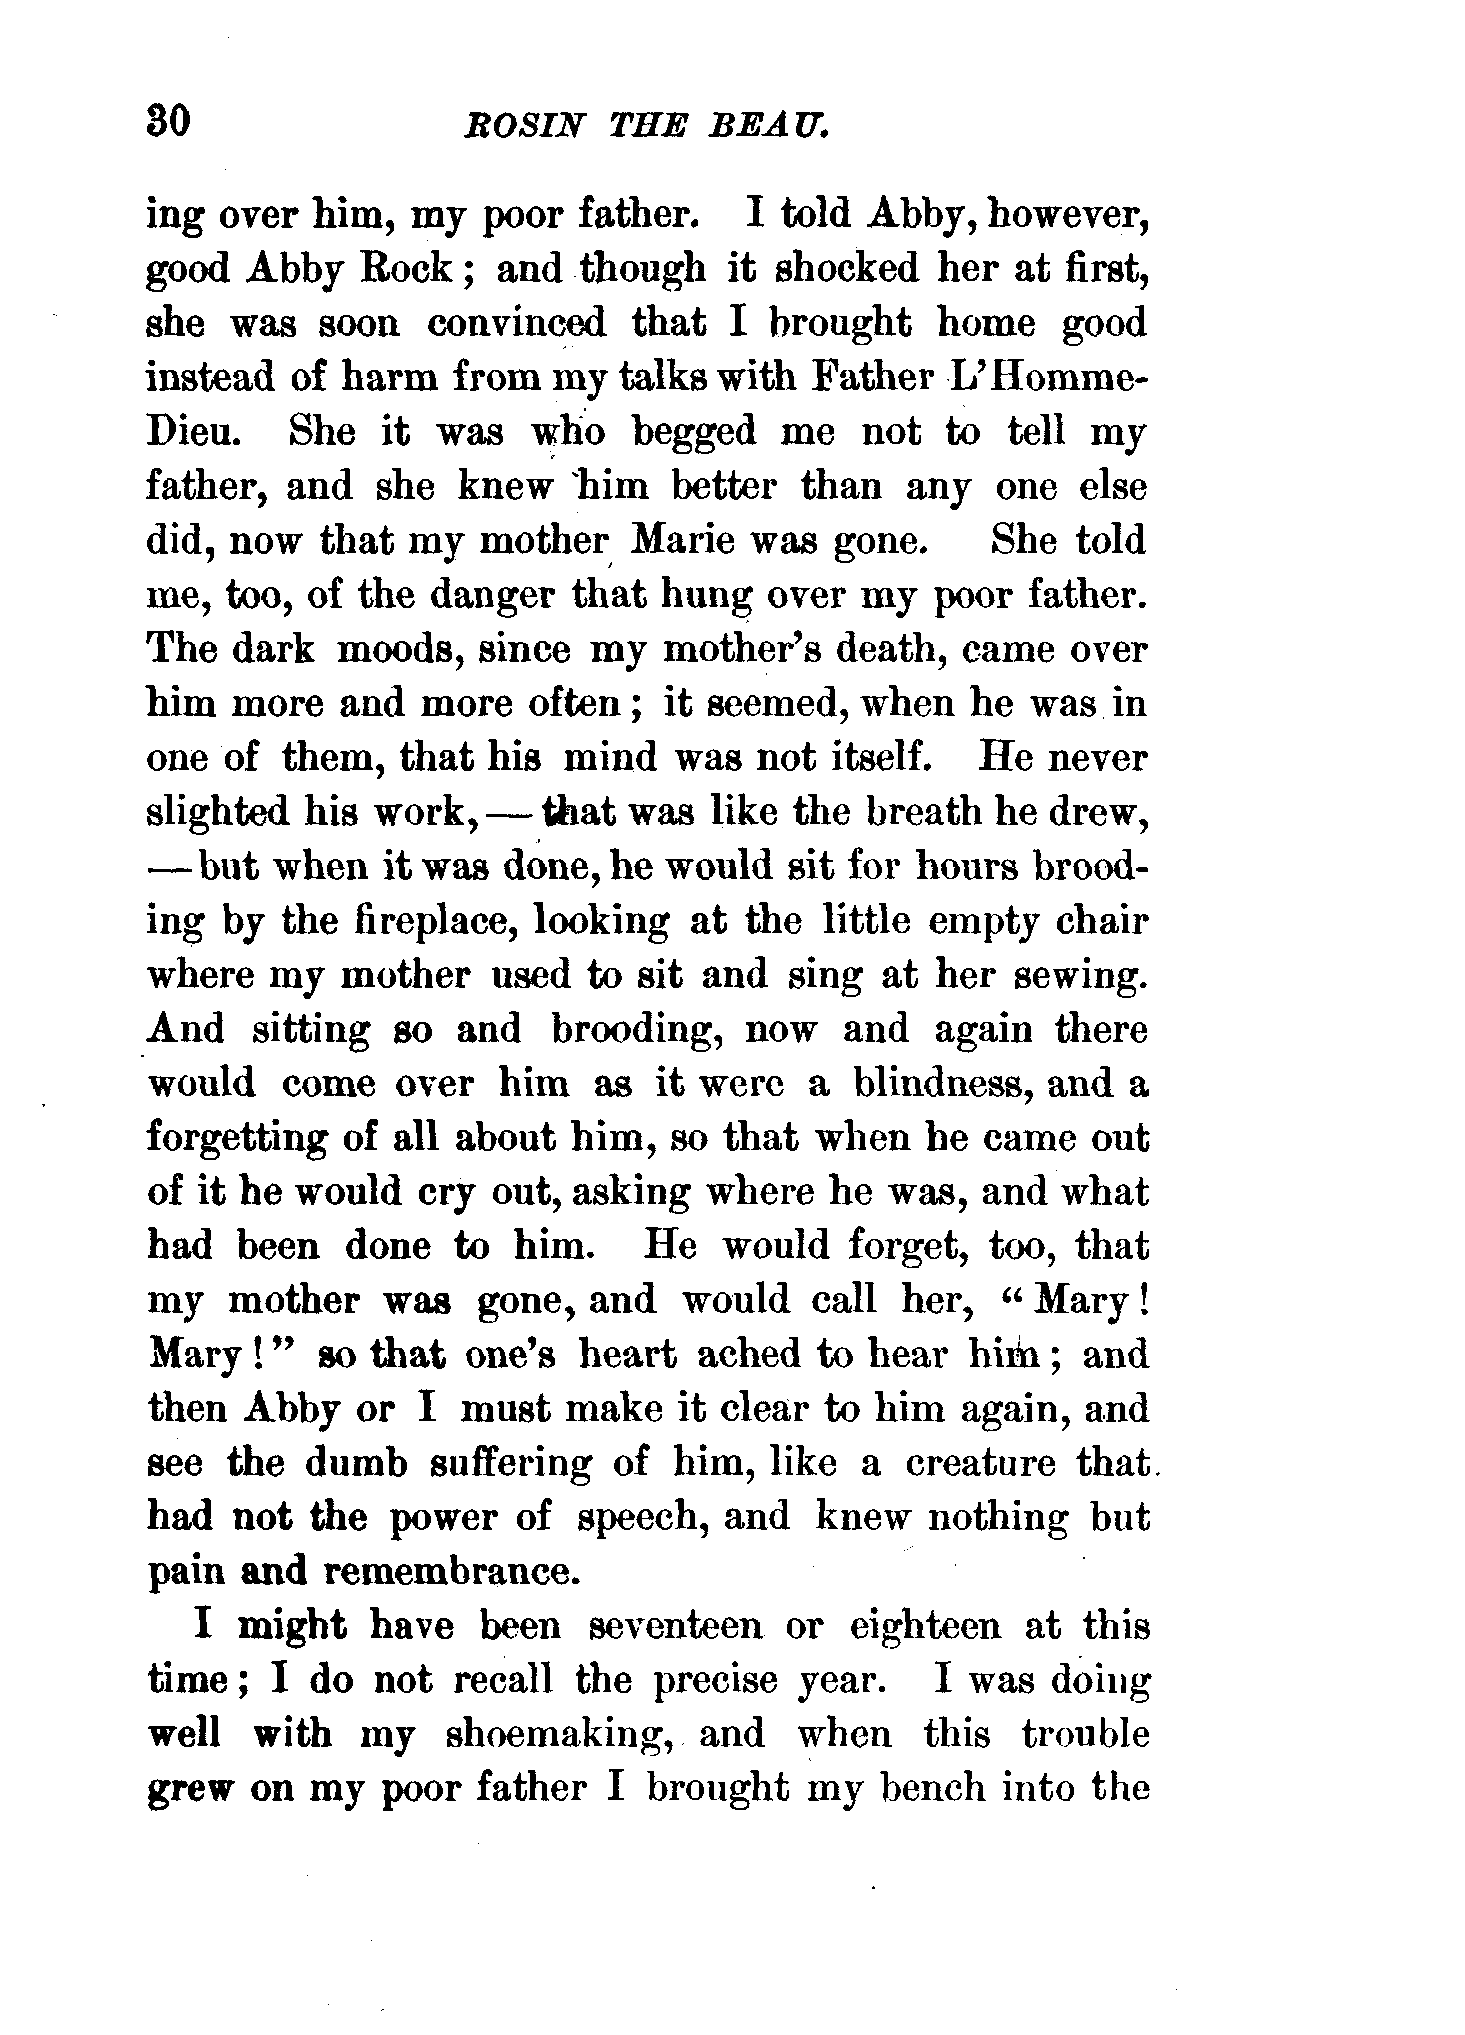 30 ROSIN THE BEAU.
ing over him, my poor father. I told Abby, however,
good Abby Rock; and though it shocked her at first,
she was soon convinced that I brought home good
instead of harm from my talks with Father L'Homme-
Dieu. She it was who begged me not to tell my
father, and she knew him better than any one else
did, now that my mother Marie was gone. She told
me, too, of the danger that hung over my poor father.
The dark moods, since my mother's death, came over
him more and more often; it seemed, when he was in
one of them, that his mind was not itself. He never
slighted his work,—that was like the breath he drew,
—but when it was done, he would sit for hours brood-
ing by the fireplace, looking at the little empty chair
where my mother used to sit and sing at her sewing.
And sitting so and brooding, now and again there
would come over him as it were a blindness, and a
forgetting of all about him, so that when he came out
of it he would cry out, asking where he was, and what
had been done to him. He would forget, too, that
my mother was gone, and would call her, "Mary!
Mary!" so that one's heart ached to hear him; and
then Abby or I must make it clear to him again, and
see the dumb suffering of him, like a creature that
had not the power of speech, and knew nothing but
pain and remembrance.
I might have been seventeen or eighteen at this
time; I do not recall the precise year. I was doing
well with my shoemaking, and when this trouble
grew on my poor father I brought my bench into the